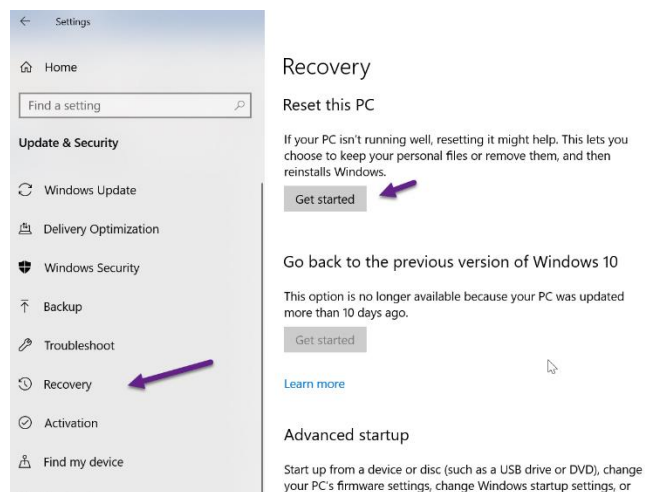 Settings
Home
Find a setting
Update & Security
Windows Update
Delivery Optimization
Windows Security
Backup
Troubleshoot
Recovery
Activation
Find my device
Recovery
Reset this PC
If your PC isn't running well, resetting it might help. This lets you
choose to keep your personal files or remove them, and then
reinstalls Windows.
Get started
Go back to the previous version of Windows 10
This option is no longer available because your PC was updated
more than 10 days ago.
Get started
Learn more
Advanced startup
Start up from a device or disc (such as a USB drive or DVD), change
your PC's firmware settings, change Windows startup settings, or